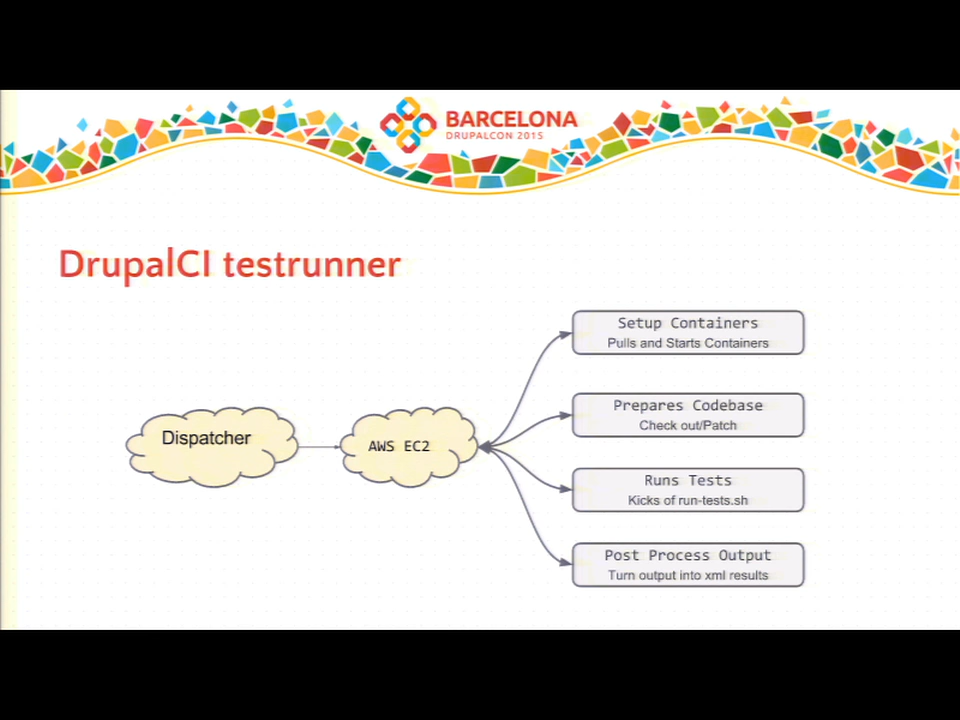 BARCELONA
DRUPALCON 2015
DrupalCI testrunner
Setup Containers
Pulls and Starts Containers
Prepares Codebase
Check out/Patch
Dispatcher
AWS EC2
Runs Tests
Kicks of run-tests.sh
Post Process Output
Turn output into xml results